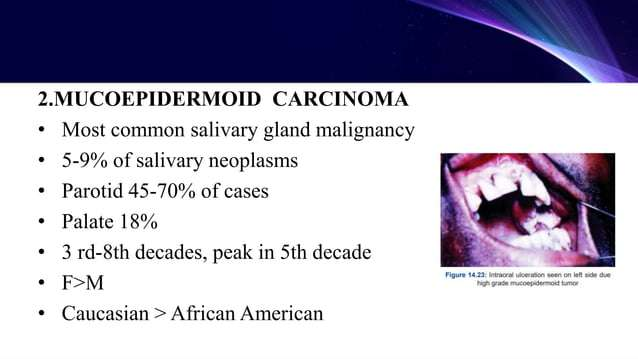 2.MUCOEPIDERMOID CARCINOMA
• Most common salivary gland malignancy
• 5-9% of salivary neoplasms
• Parotid 45-70% of cases
• Palate 18%
• 3 rd-8th decades, peak in 5th decade
• F>M
• Caucasian > African American
Figure 14.23: Intraoral ulceration seen on left side due
high grade mucoepidermoid tumor